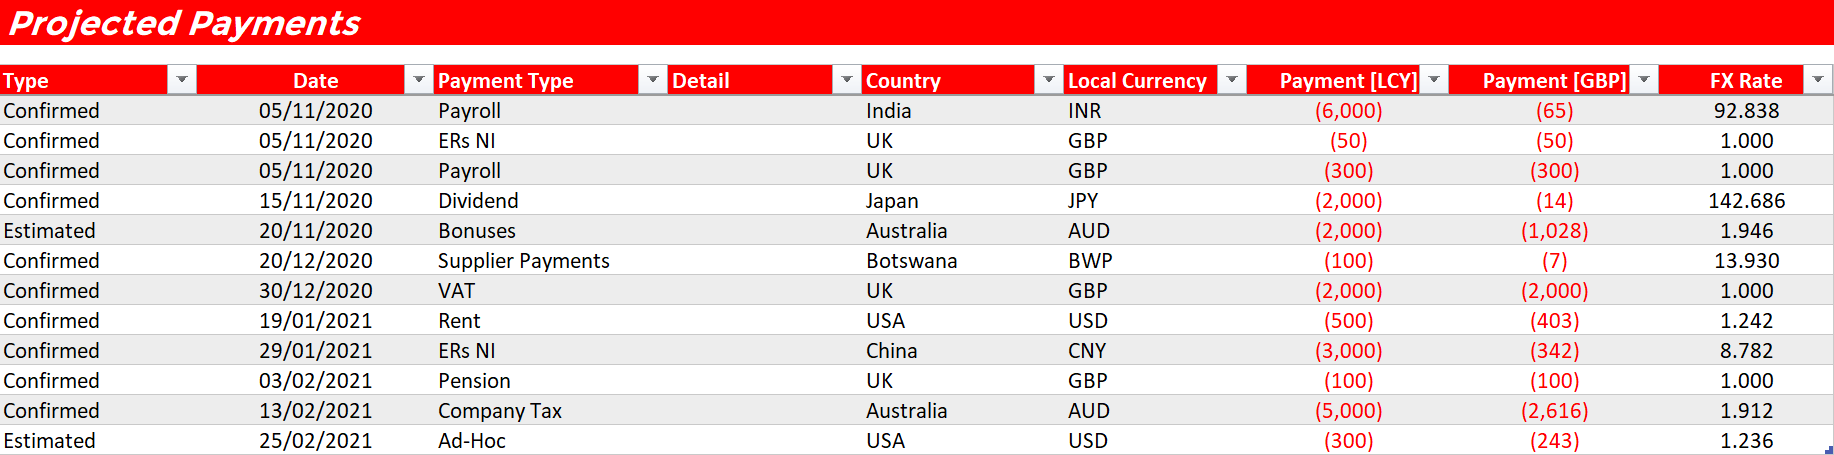 Projected Payments
Type Date Payment Type Detail Country Local Currency Payment [LCY] Payment [GBP] FX Rate
Confirmed 05/11/2020 Payroll India INR (6,000) (65) 92.838
Confirmed 05/11/2020 ERs NI UK GBP (50) (50) 1.000
Confirmed 05/11/2020 Payroll UK GBP (300) (300) 1.000
Confirmed 15/11/2020 Dividend Japan JPY (2,000) (14) 142.686
Estimated 20/11/2020 Bonuses Australia AUD (2,000) (1,028) 1.946
Confirmed 20/12/2020 Supplier Payments Botswana BWP (100) (7) 13.930
Confirmed 30/12/2020 VAT UK GBP (2,000) (2,000) 1.000
Confirmed 19/01/2021 Rent USA USD (500) (403) 1.242
Confirmed 29/01/2021 ERs NI China CNY (3,000) (342) 8.782
Confirmed 03/02/2021 Pension UK GBP (100) (100) 1.000
Confirmed 13/02/2021 Company Tax Australia AUD (5,000) (2,616) 1.912
Estimated 25/02/2021 Ad-Hoc USA USD (300) (243) 1.236